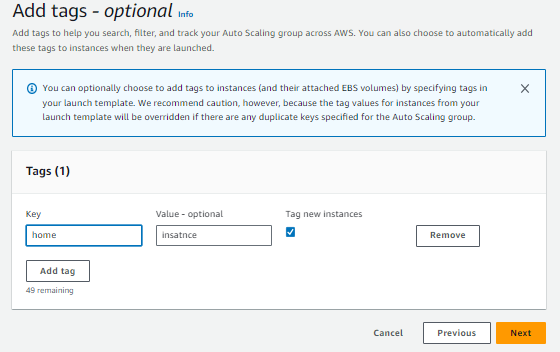 Add tags - optional Info
Add tags to help you search, filter, and track your Auto Scaling group across AWS. You can also choose to automatically add
these tags to instances when they are launched.
You can optionally choose to add tags to instances (and their attached EBS volumes) by specifying tags in
your launch template. We recommend caution, however, because the tag values for instances from your
launch template will be overridden if there are any duplicate keys specified for the Auto Scaling group.
Tags (1)
Key Value - optional Tag new instances
home insatnce Remove
Add tag
49 remaining
Cancel Previous Next